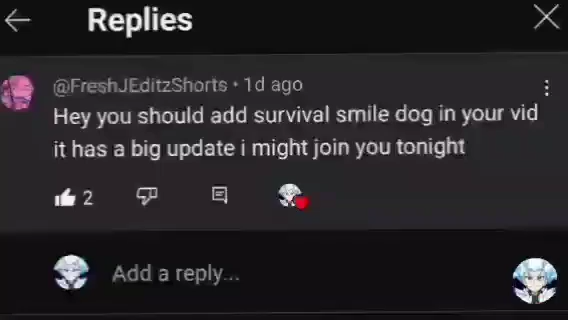 Replies
@FreshJEditzShorts • 1d ago
Hey you should add survival smile dog in your vid
it has a big update i might join you tonight
2
Add a reply...